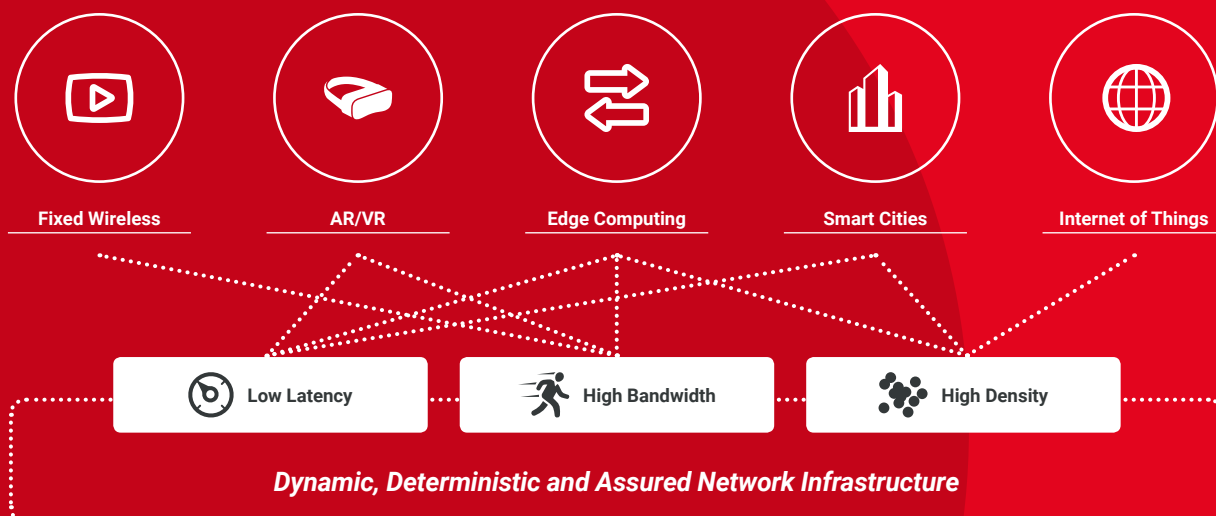 Fixed Wireless
AR/VR
Edge Computing
Smart Cities
Internet of Things
Low Latency
High Bandwidth
High Density
Dynamic, Deterministic and Assured Network Infrastructure